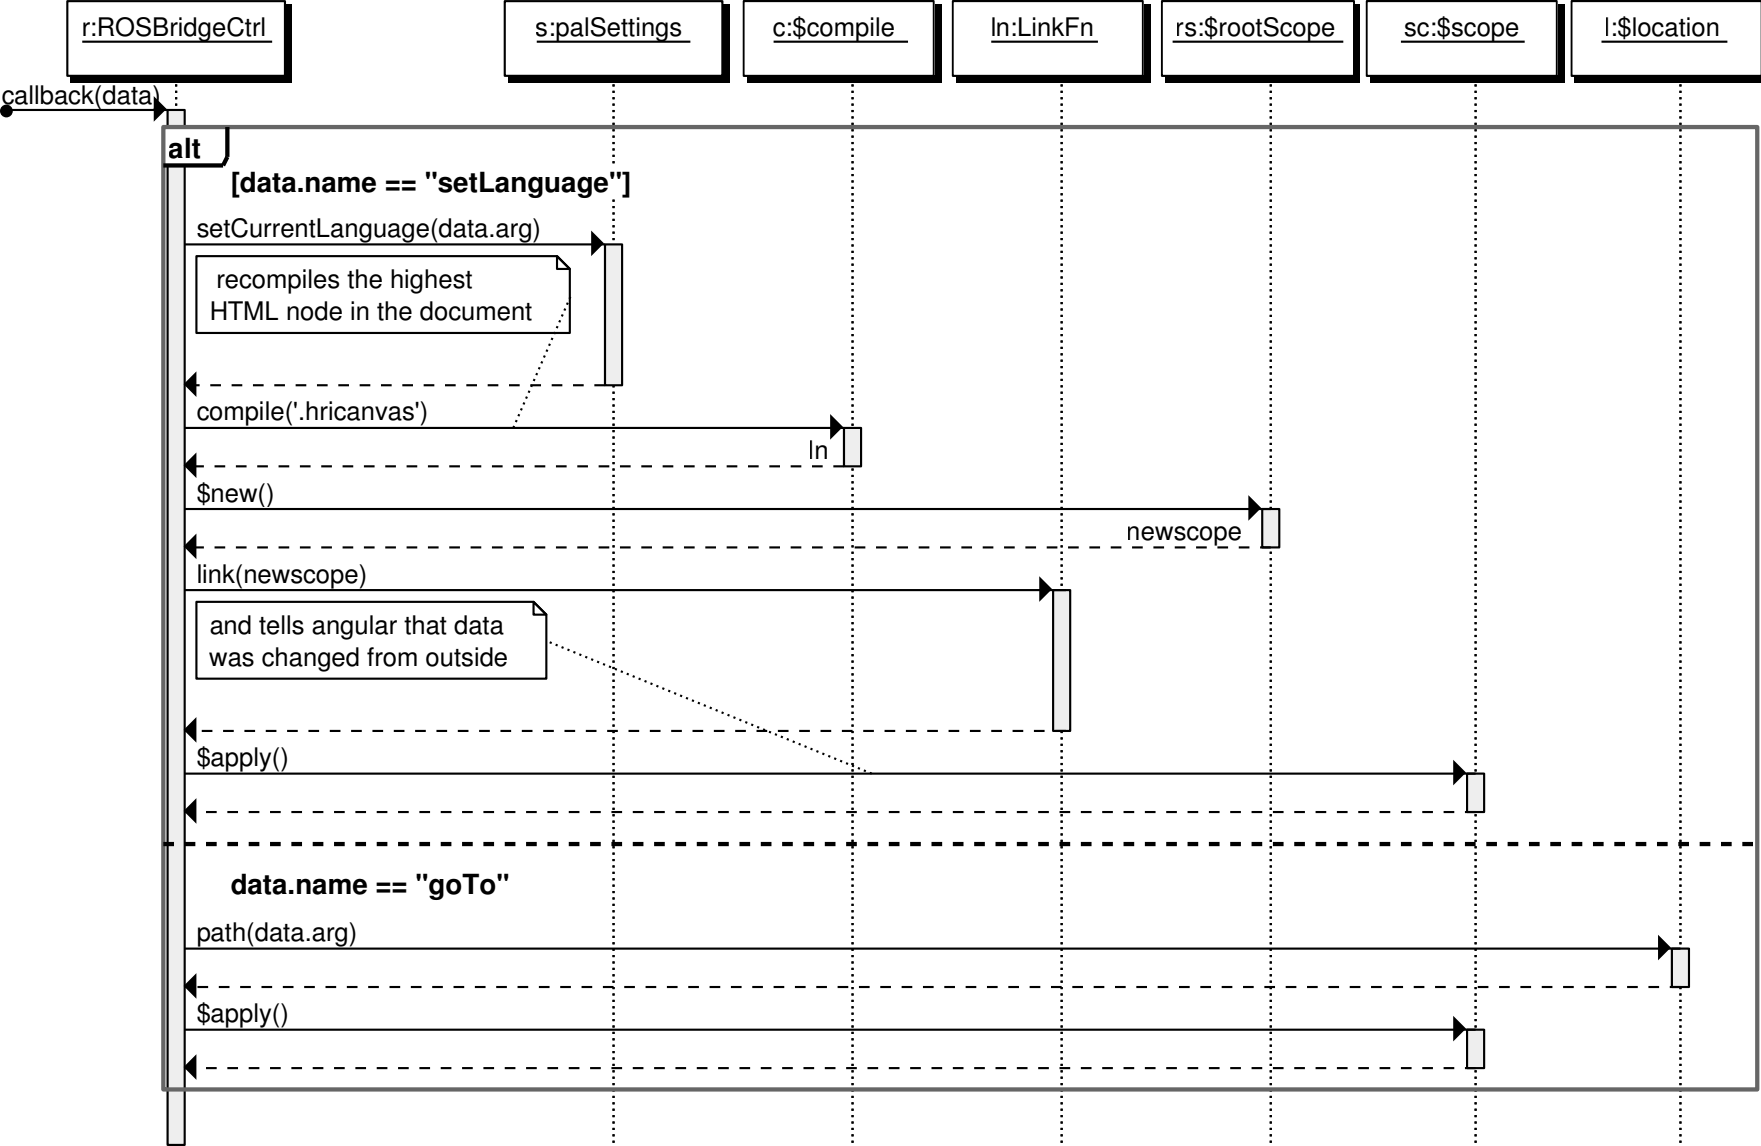 r:ROSBridgeCtrl
s:palSettings
c:$compile
ln:LinkFn
rs:$rootScope
sc:$scope
l:$location
callback(data)
alt
[data.name == "setLanguage"]
setCurrentLanguage(data.arg)
recompiles the highest
HTML node in the document
compile('.hricanvas')
ln
$new()
newscope
link(newscope)
and tells angular that data
was changed from outside
$apply()
data.name == "goTo"
path(data.arg)
$apply()